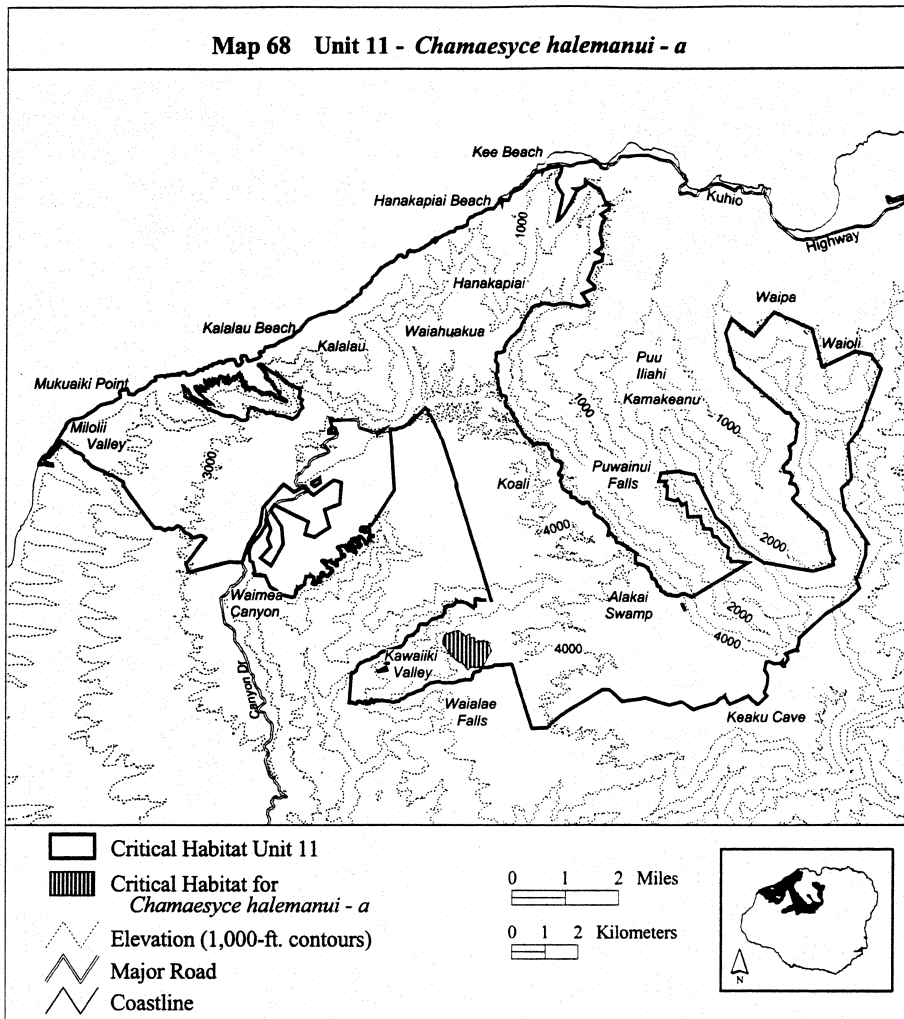 Map 68 Unit 11 - Chamaesyce halemanui - a
Kee Beach
Hanakapiai Beach
1000
Kuhio
Highway
Hanakapiai
Waipa
Kalalau Beach
Kalalau
Waiahuakua
Waioli
Puu
Iliahi
Mukuaiki Point
1000
Kamakeanu
1000
Milolii
Valley
3000
Puwainui
Falls
Koali
4000
2000
Waimea
Canyon
Alakai
Swamp
2000
4000
4000
Kawaiiki
Valley
Canyon Dr
Waialae
Falls
Keaku Cave
Critical Habitat Unit 11
Critical Habitat for
Chamaesyce halemanui - a
Elevation (1,000-ft. contours)
Major Road
Coastline
0 1 2 Miles
0 1 2 Kilometers
N